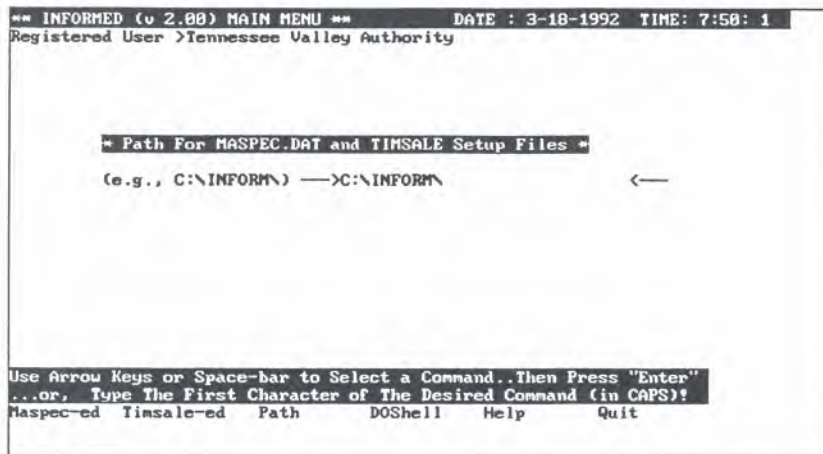 ** INFORMED (v 2.00) MAIN MENU ** DATE : 3-18-1992 TIME: 7:50: 1
Registered User >Tennessee Valley Authority
* Path For MASPEC.DAT and TIMSALE Setup Files *
(e.g., C:\INFORM\) ──>C:\INFORM\ <──
Use Arrow Keys or Space-bar to Select a Command..Then Press "Enter"
...or, Type The First Character of The Desired Command (in CAPS)!
Maspec-ed Timsale-ed Path DOShell Help Quit